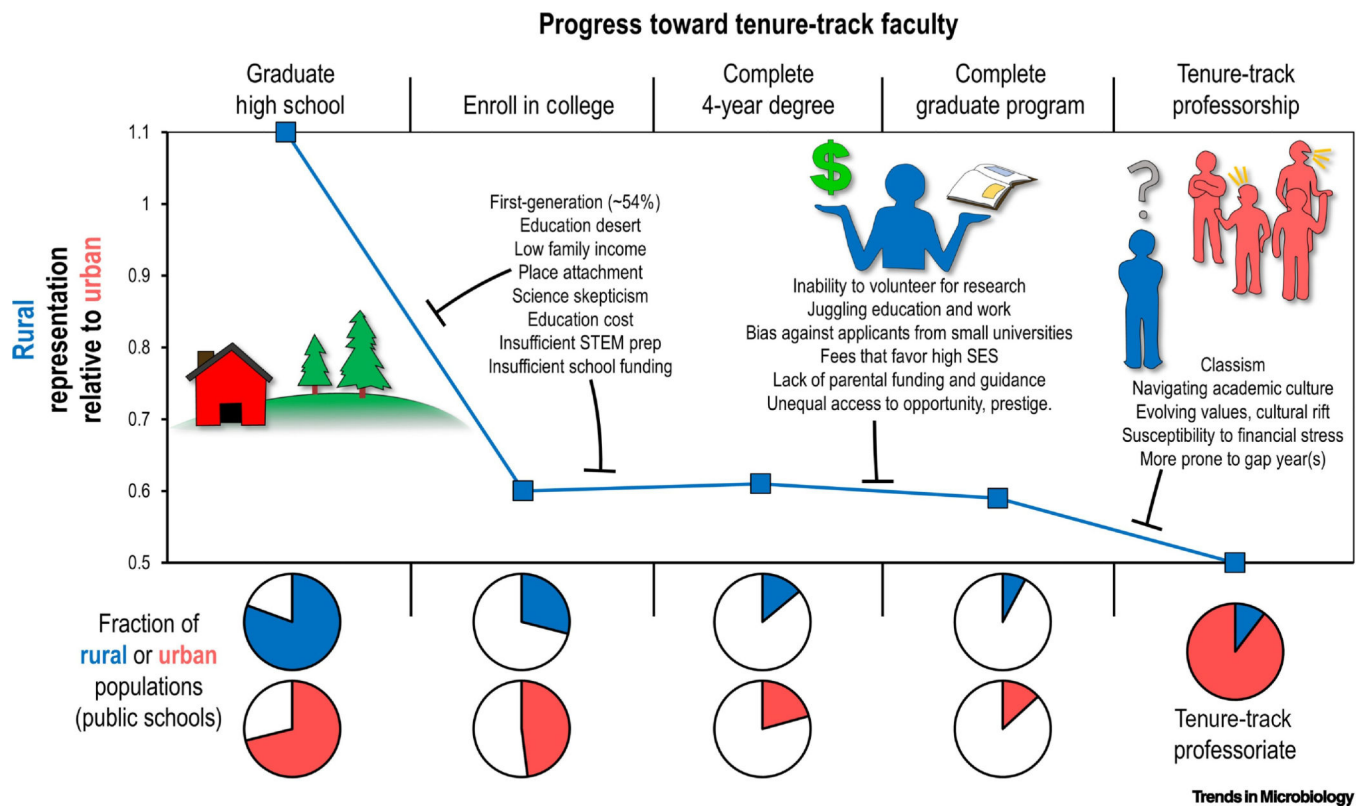 Progress toward tenure-track faculty
Graduate
high school
Enroll in college
Complete
4-year degree
Complete
graduate program
Tenure-track
professorship
Rural
representation
relative to urban
1.1
1
0.9
0.8
0.7
0.6
0.5
First-generation (~54%)
Education desert
Low family income
Place attachment
Science skepticism
Education cost
Insufficient STEM prep
Insufficient school funding
$
Inability to volunteer for research
Juggling education and work
Bias against applicants from small universities
Fees that favor high SES
Lack of parental funding and guidance
Unequal access to opportunity, prestige.
?
Classism
Navigating academic culture
Evolving values, cultural rift
Susceptibility to financial stress
More prone to gap year(s)
Fraction of
rural or urban
populations
(public schools)
Tenure-track
professoriate
Trends in Microbiology